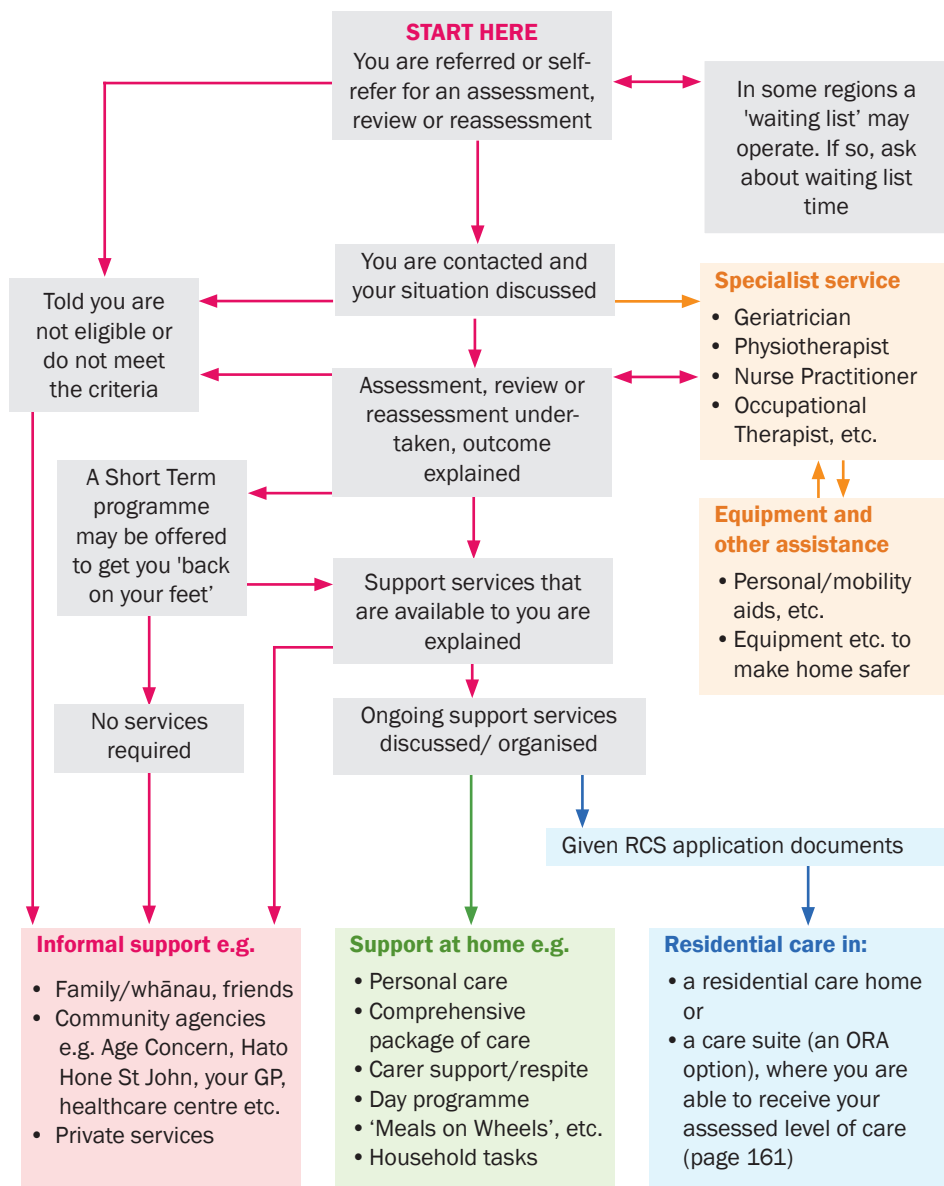 START HERE
You are referred or self-
refer for an assessment,
review or reassessment
In some regions a
'waiting list’ may
operate. If so, ask
about waiting list
time
You are contacted and
your situation discussed
Told you are
not eligible or
do not meet
the criteria
Specialist service
• Geriatrician
• Physiotherapist
• Nurse Practitioner
• Occupational
Therapist, etc.
Assessment, review or
reassessment under-
taken, outcome
explained
A Short Term
programme
may be offered
to get you 'back
on your feet’
Equipment and
other assistance
• Personal/mobility
aids, etc.
• Equipment etc. to
make home safer
Support services that
are available to you are
explained
No services
required
Ongoing support services
discussed/ organised
Given RCS application documents
Informal support e.g.
• Family/whānau, friends
• Community agencies
e.g. Age Concern, Hato
Hone St John, your GP,
healthcare centre etc.
• Private services
Support at home e.g.
• Personal care
• Comprehensive
package of care
• Carer support/respite
• Day programme
• ‘Meals on Wheels’, etc.
• Household tasks
Residential care in:
• a residential care home
or
• a care suite (an ORA
option), where you are
able to receive your
assessed level of care
(page 161)